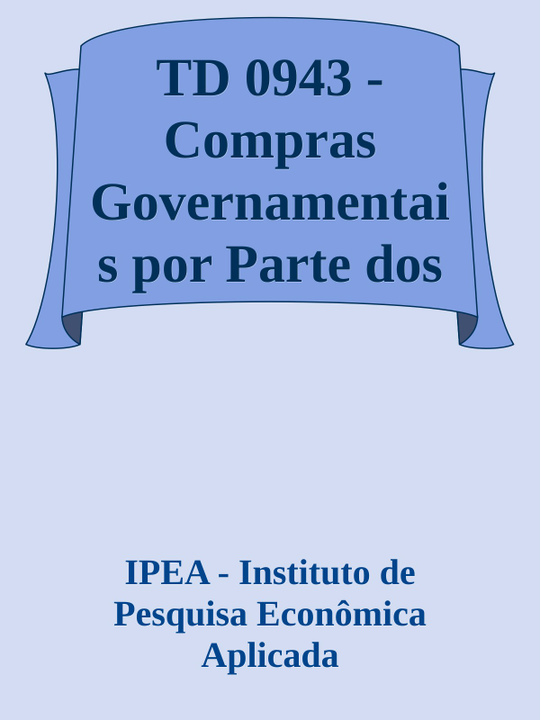 TD 0943 -
Compras
Governamentai
s por Parte dos
IPEA - Instituto de
Pesquisa Econômica
Aplicada